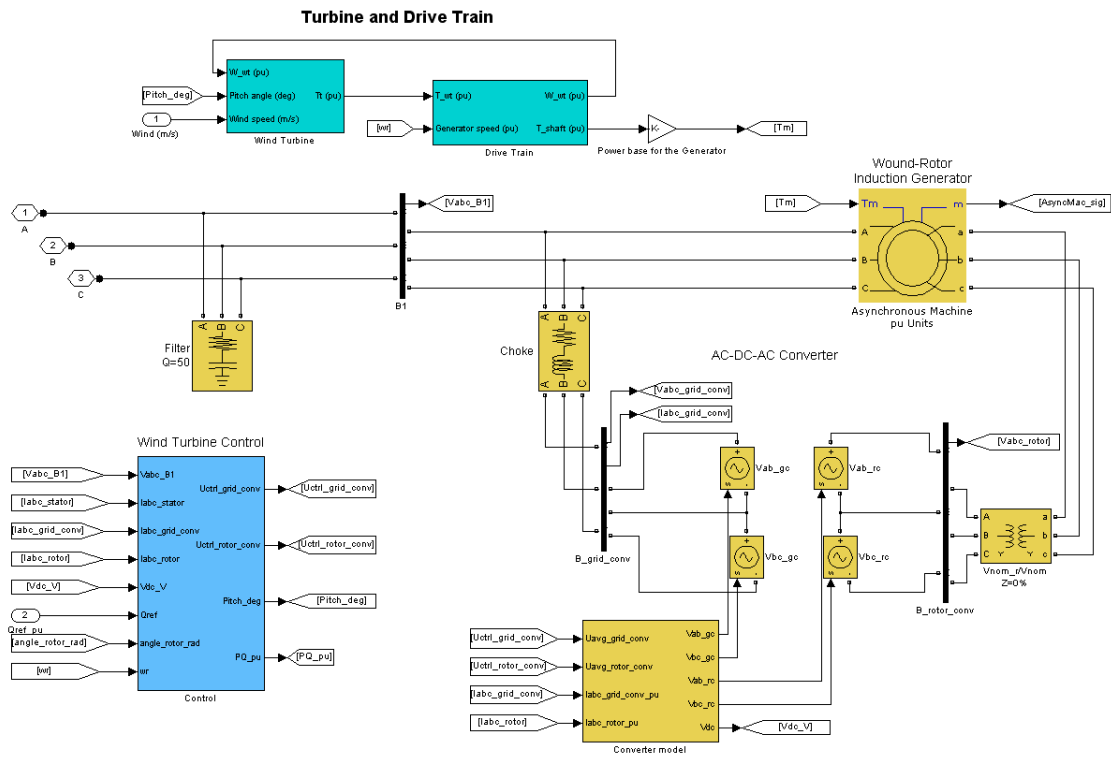 Turbine and Drive Train
W_wt (pu)
[Pitch_deg]
Pitch angle (deg)
Tt (pu)
1
Wind speed (m/s)
Wind (m/s)
Wind Turbine
T_wt (pu)
W_wt (pu)
[wr]
Generator speed (pu)
T_shaft (pu)
Drive Train
-K-
Power base for the Generator
[Tm]
Wound-Rotor
Induction Generator
1
A
2
B
3
C
[Vabc_B1]
B1
[Tm]
Tm
m
[AsyncMac_sig]
A
a
B
b
C
c
Asynchronous Machine
pu Units
Filter
Q=50
A
B
C
Choke
A
B
C
A
B
C
AC-DC-AC Converter
[Vabc_grid_conv]
[Iabc_grid_conv]
B_grid_conv
+
s
-
Vab_gc
+
s
-
Vbc_gc
+
s
-
Vab_rc
+
s
-
Vbc_rc
[Vabc_rotor]
B_rotor_conv
A
a
B
b
C
c
Y
Y
Vnom_r/Vnom
Z=0%
Wind Turbine Control
[Vabc_B1]
Vabc_B1
[Iabc_stator]
Iabc_stator
[Iabc_grid_conv]
Iabc_grid_conv
[Iabc_rotor]
Iabc_rotor
[Vdc_V]
Vdc_V
2
Qref
Qref_pu
[angle_rotor_rad]
angle_rotor_rad
[wr]
wr
Uctrl_grid_conv
[Uctrl_grid_conv]
Uctrl_rotor_conv
[Uctrl_rotor_conv]
Pitch_deg
[Pitch_deg]
PQ_pu
[PQ_pu]
Control
[Uctrl_grid_conv]
Uavg_grid_conv
[Uctrl_rotor_conv]
Uavg_rotor_conv
[Iabc_grid_conv]
Iabc_grid_conv_pu
[Iabc_rotor]
Iabc_rotor_pu
Vab_gc
Vbc_gc
Vab_rc
Vbc_rc
Vdc
[Vdc_V]
Converter model